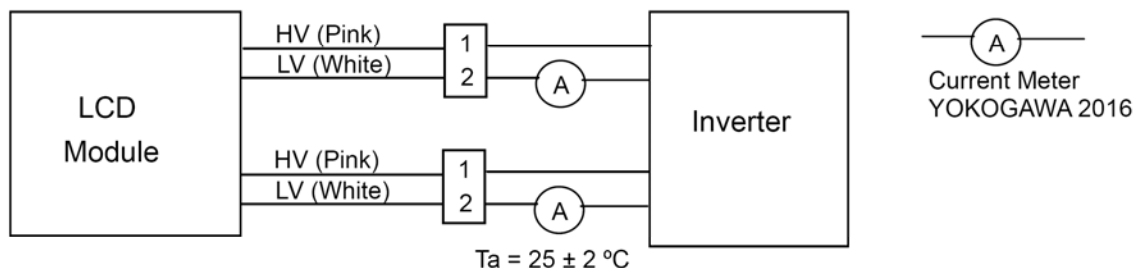 HV (Pink)
1
LV (White)
2
A
LCD
Module
Inverter
HV (Pink)
1
LV (White)
2
A
Ta = 25 ± 2 ºC
A
Current Meter
YOKOGAWA 2016